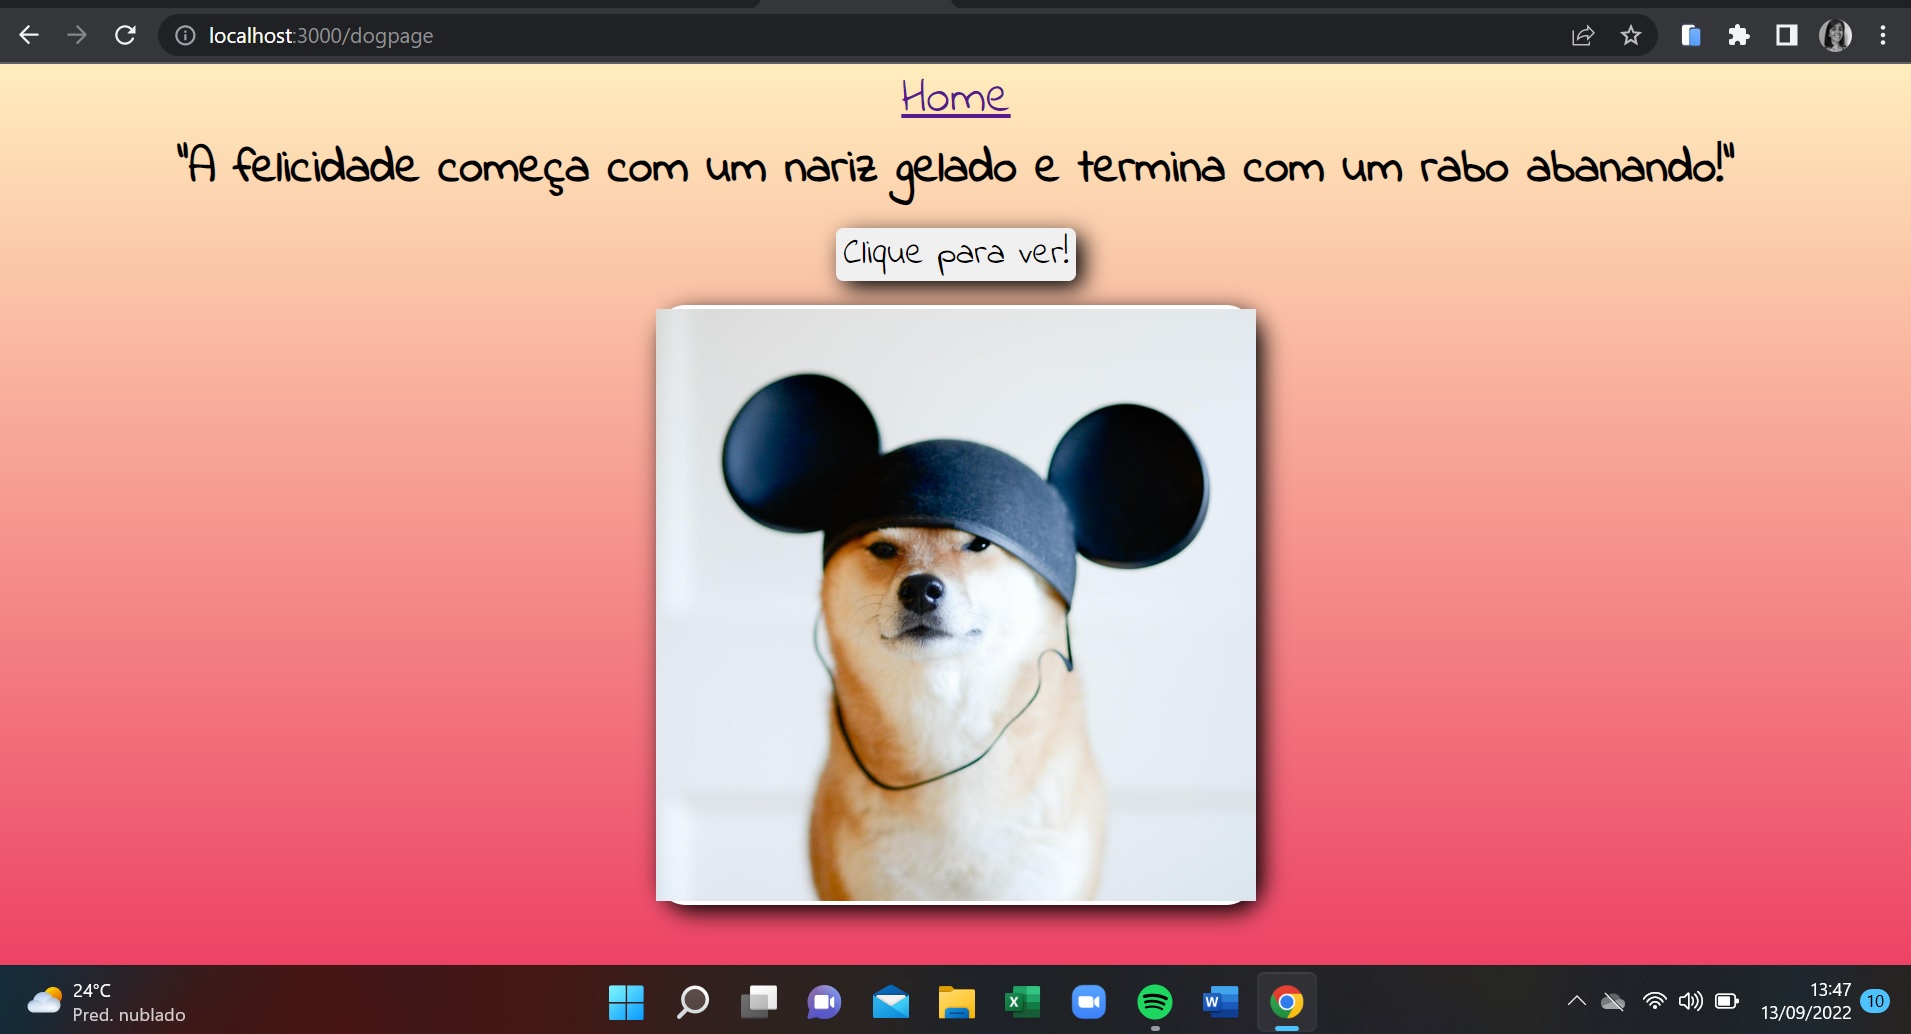 localhost:3000/dogpage
Home
"A felicidade começa com um nariz gelado e termina com um rabo abanando!"
Clique para ver!
24°C
Pred. nublado
X
W
13:47
13/09/2022
10